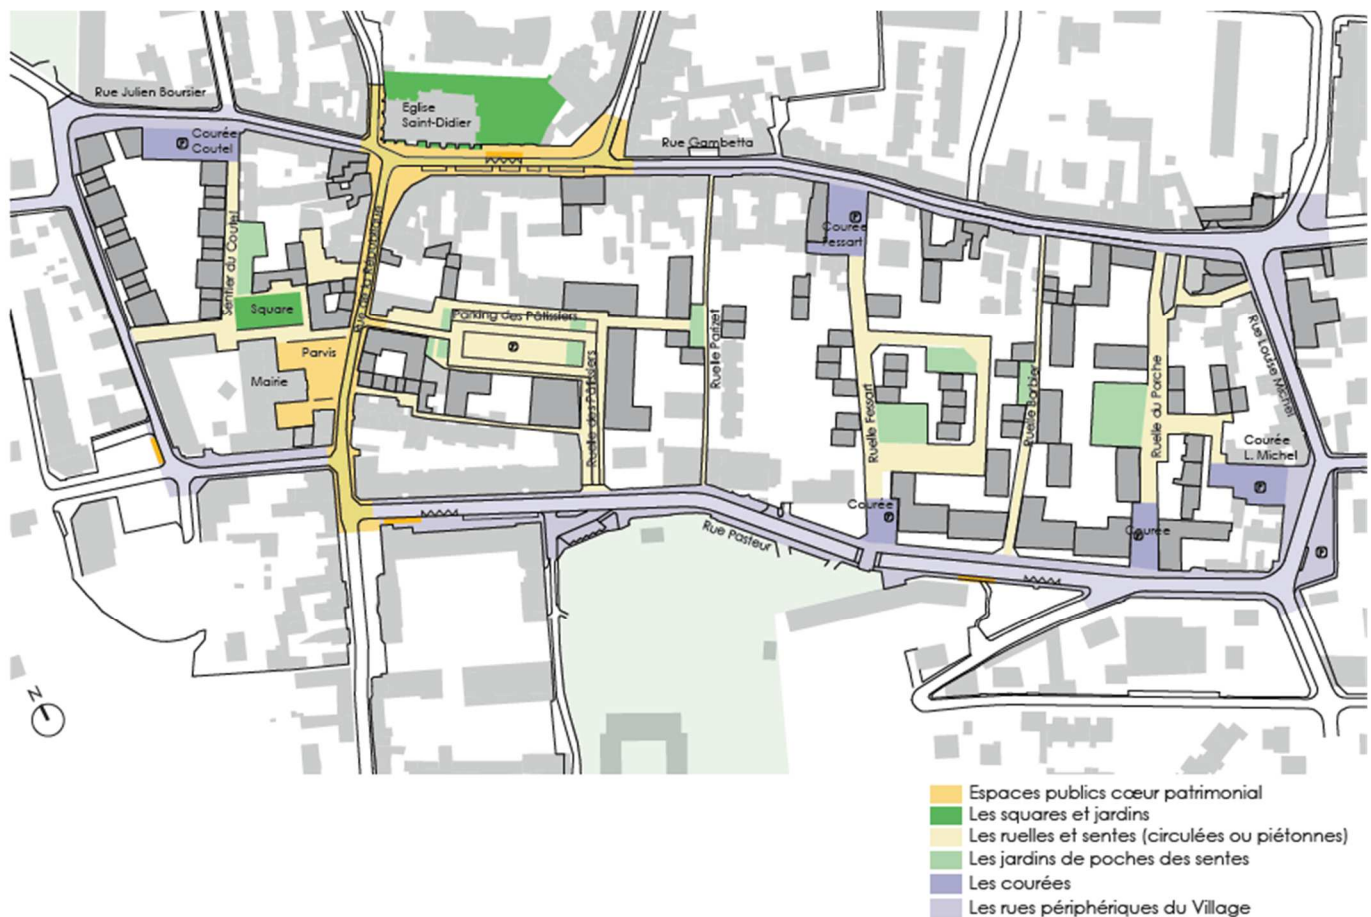 Rue Julien Boursier
Eglise
Saint-Didier
Courée
Coutel
Rue Gambetta
Sentier du Coutel
Rue de la République
Courée
Fessart
Square
Parking des Pâtissiers
Parvis
Mairie
Ruelle des Pâtissiers
Ruelle Parizet
Ruelle Fessart
Ruelle Barbier
Ruelle du Porche
Rue Lousse Michel
Courée
L. Michel
Courée
Courée
Rue Pasteur
P
P
P
P
P
P
P
N
Espaces publics cœur patrimonial
Les squares et jardins
Les ruelles et sentes (circulées ou piétonnes)
Les jardins de poches des sentes
Les courées
Les rues périphériques du Village